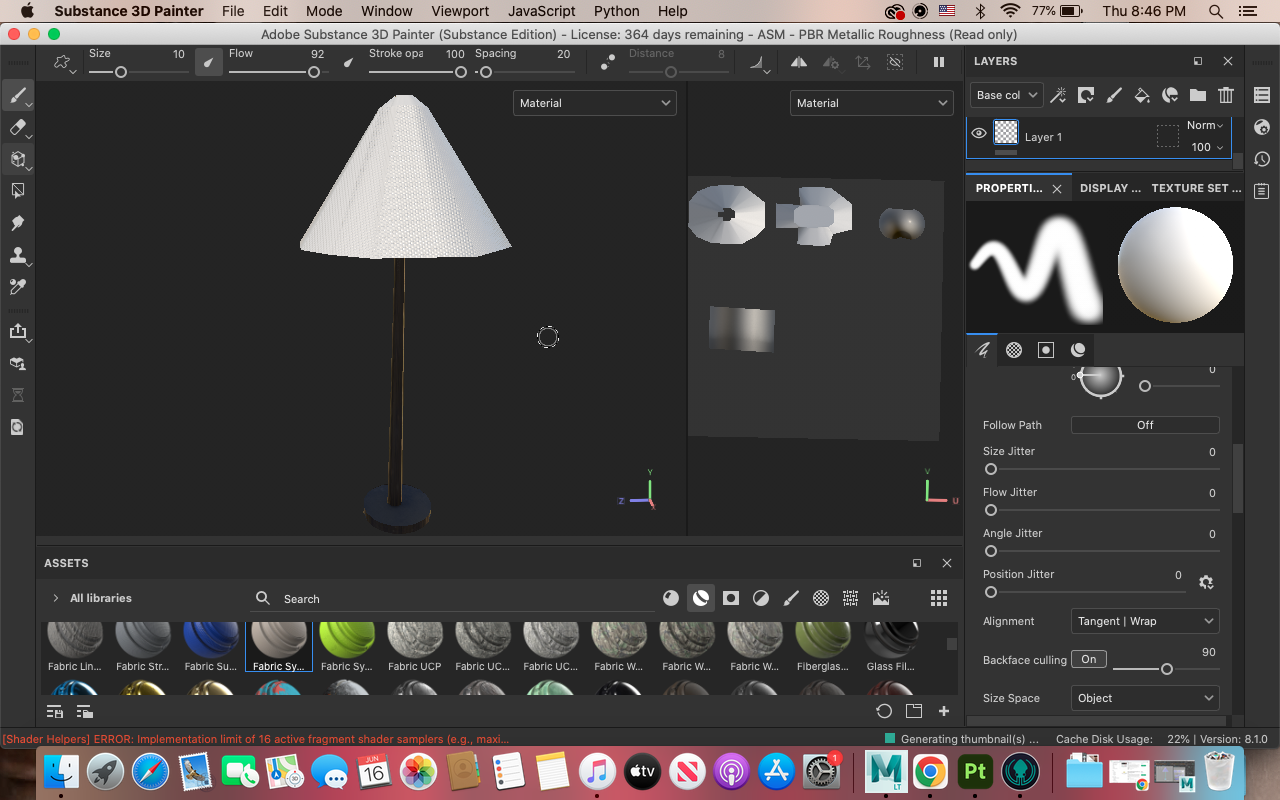 Substance 3D Painter File Edit Mode Window Viewport JavaScript Python Help 77% Thu 8:46 PM
Adobe Substance 3D Painter (Substance Edition) - License: 364 days remaining - ASM - PBR Metallic Roughness (Read only)
Size 10 Flow 92 Stroke opa 100 Spacing 20 Distance 8
LAYERS
Base col
Material Material
Norm
Layer 1
100
PROPERTI... DISPLAY ... TEXTURE SET ...
0
0
Follow Path Off
Size Jitter 0
Flow Jitter 0
Angle Jitter 0
Position Jitter 0
Alignment Tangent | Wrap
Backface culling On 90
Size Space Object
Y
Z
X
V
U
ASSETS
All libraries Search
Fabric Lin... Fabric Str... Fabric Su... Fabric Sy... Fabric Sy... Fabric UCP Fabric UC... Fabric UC... Fabric W... Fabric W... Fabric W... Fiberglas... Glass Fil...
[Shader Helpers] ERROR: Implementation limit of 16 active fragment shader samplers (e.g., maxi... Generating thumbnail(s) ... Cache Disk Usage: 22% | Version: 8.1.0
JUN
16
tv
1
M
LT
Pt
M